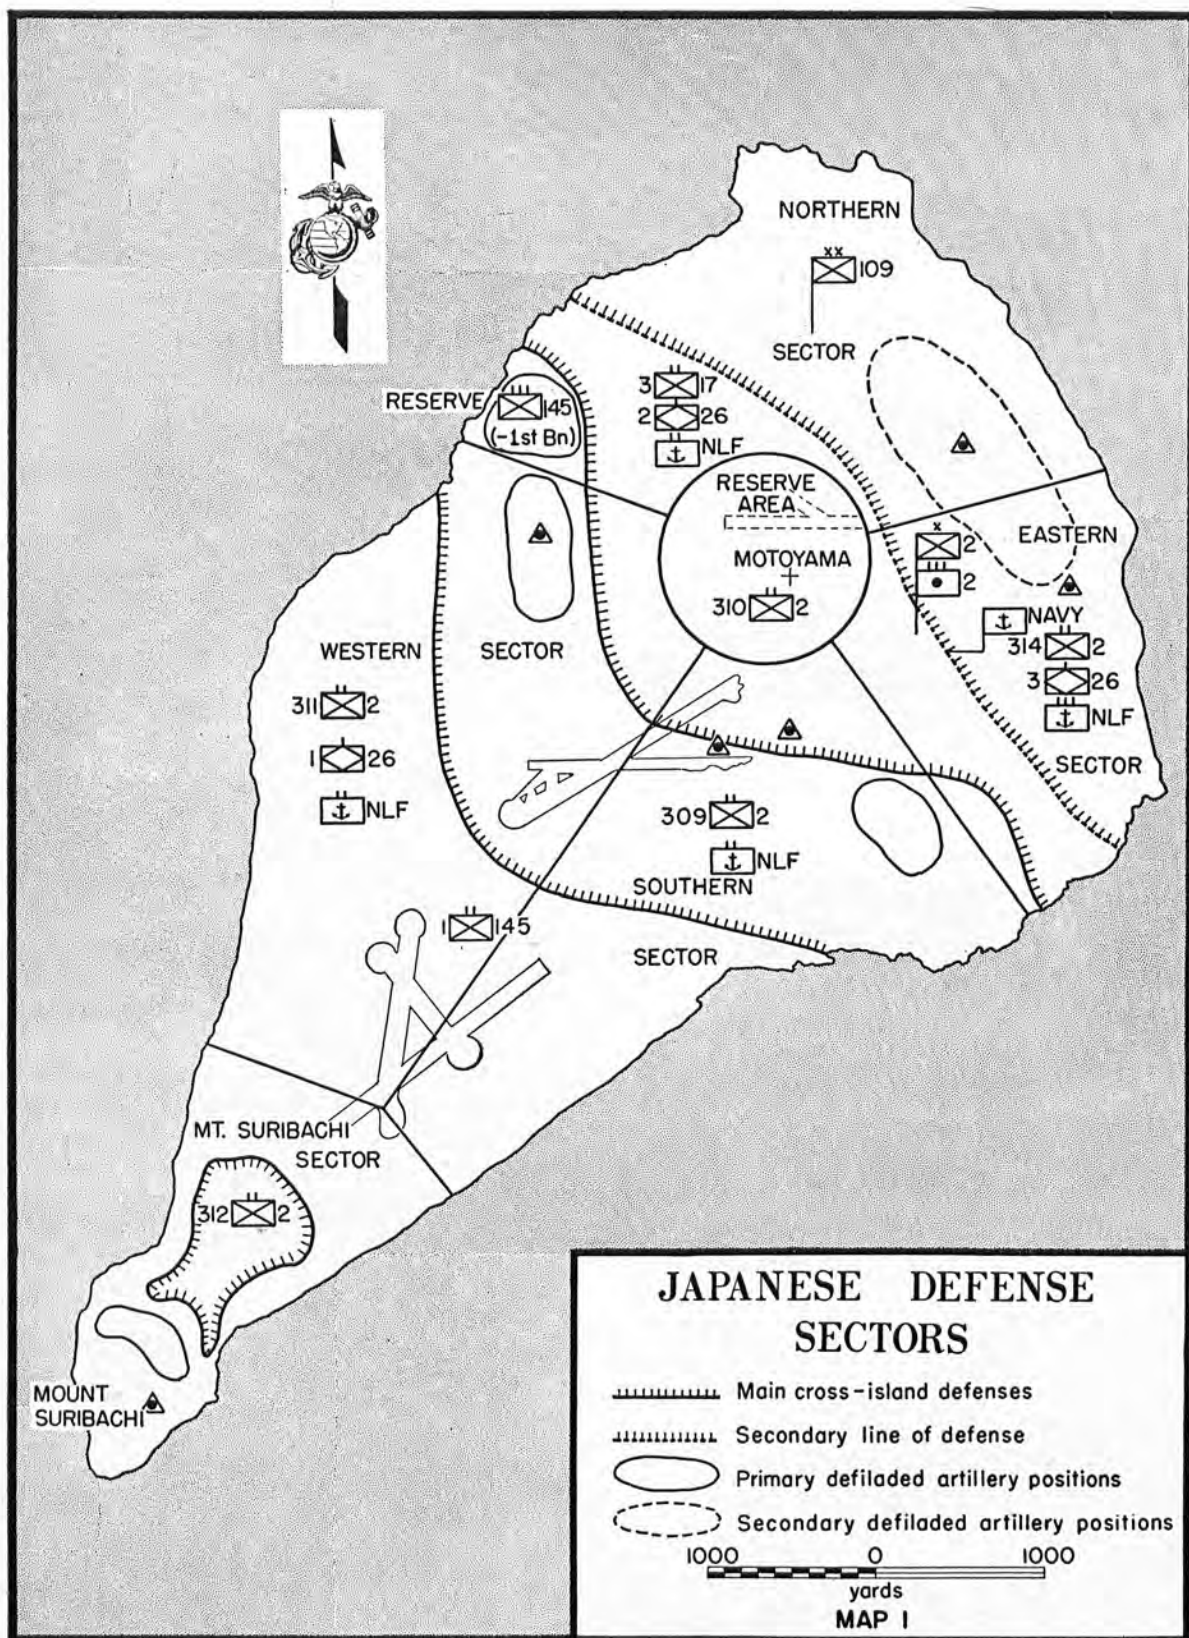 NORTHERN
xx
109
SECTOR
3 17
2 26
NLF
RESERVE
145
(-1st Bn)
RESERVE
AREA
MOTOYAMA
310 2
x
2
2
EASTERN
NAVY
314 2
3 26
NLF
SECTOR
WESTERN
SECTOR
311 2
1 26
NLF
309 2
NLF
SOUTHERN
SECTOR
1 145
MT. SURIBACHI
SECTOR
312 2
MOUNT
SURIBACHI
JAPANESE DEFENSE
SECTORS
Main cross-island defenses
Secondary line of defense
Primary defiladed artillery positions
Secondary defiladed artillery positions
1000 0 1000
yards
MAP I